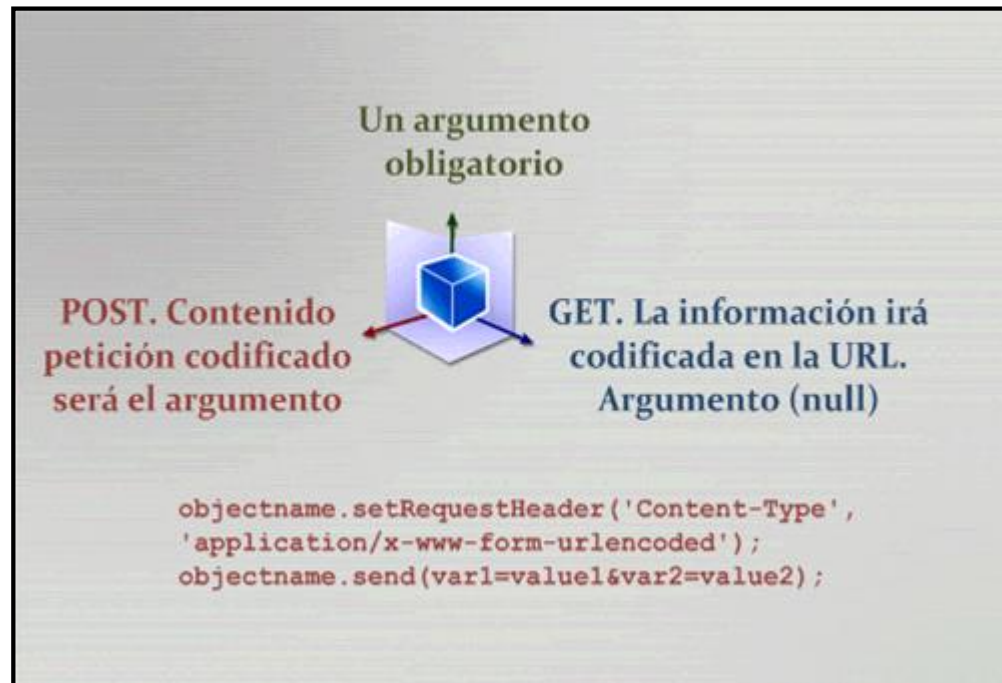 Un argumento
obligatorio
POST. Contenido
petición codificado
será el argumento
GET. La información irá
codificada en la URL.
Argumento (null)
objectname.setRequestHeader('Content-Type',
'application/x-www-form-urlencoded');
objectname.send(var1=value1&var2=value2);